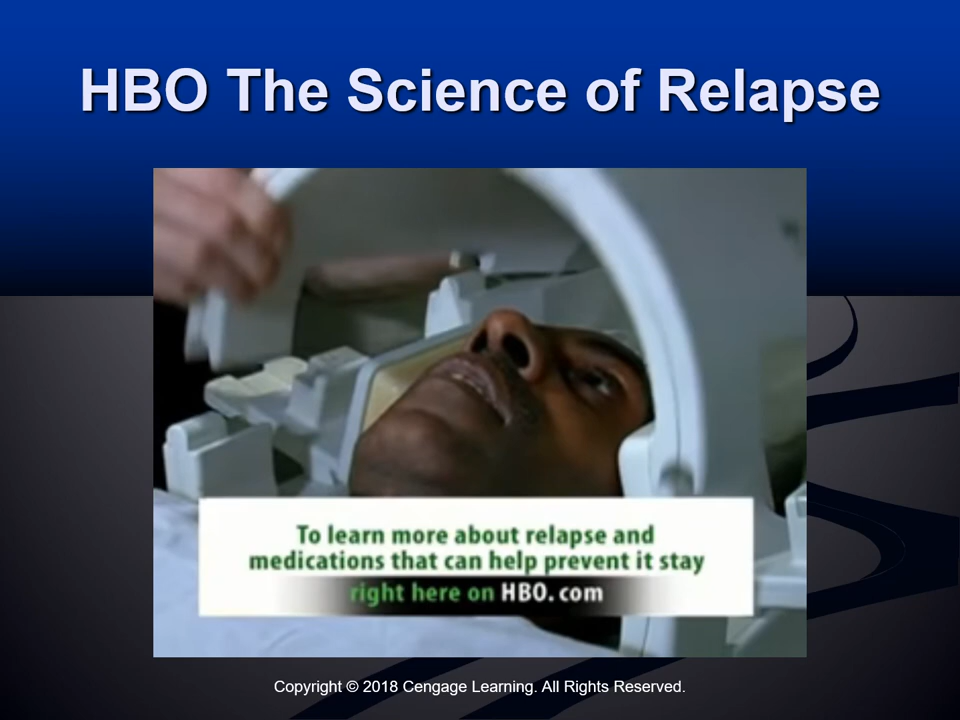 HBO The Science of Relapse
To learn more about relapse and
medications that can help prevent it stay
right here on HBO.com
Copyright © 2018 Cengage Learning. All Rights Reserved.